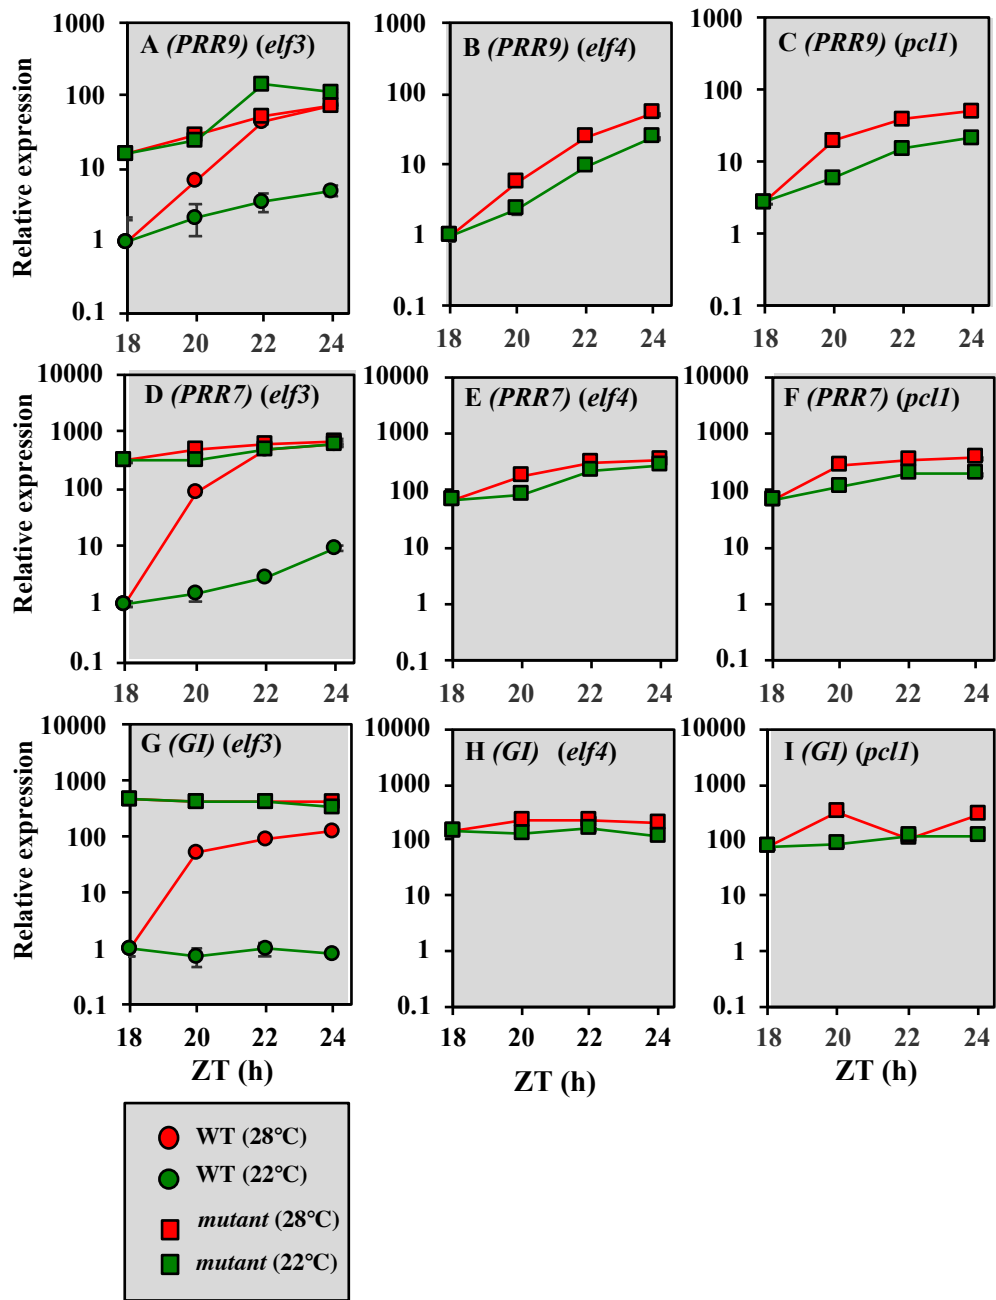 Relative expression
1000
100
10
1
0.1
A (PRR9) (elf3)
18 20 22 24
1000
100
10
1
0.1
B (PRR9) (elf4)
18 20 22 24
1000
100
10
1
0.1
C (PRR9) (pcl1)
18 20 22 24
Relative expression
10000
1000
100
10
1
0.1
D (PRR7) (elf3)
18 20 22 24
10000
1000
100
10
1
0.1
E (PRR7) (elf4)
18 20 22 24
10000
1000
100
10
1
0.1
F (PRR7) (pcl1)
18 20 22 24
Relative expression
10000
1000
100
10
1
0.1
G (GI) (elf3)
18 20 22 24
ZT (h)
10000
1000
100
10
1
0.1
H (GI) (elf4)
18 20 22 24
ZT (h)
10000
1000
100
10
1
0.1
I (GI) (pcl1)
18 20 22 24
ZT (h)
WT (28°C)
WT (22°C)
mutant (28°C)
mutant (22°C)